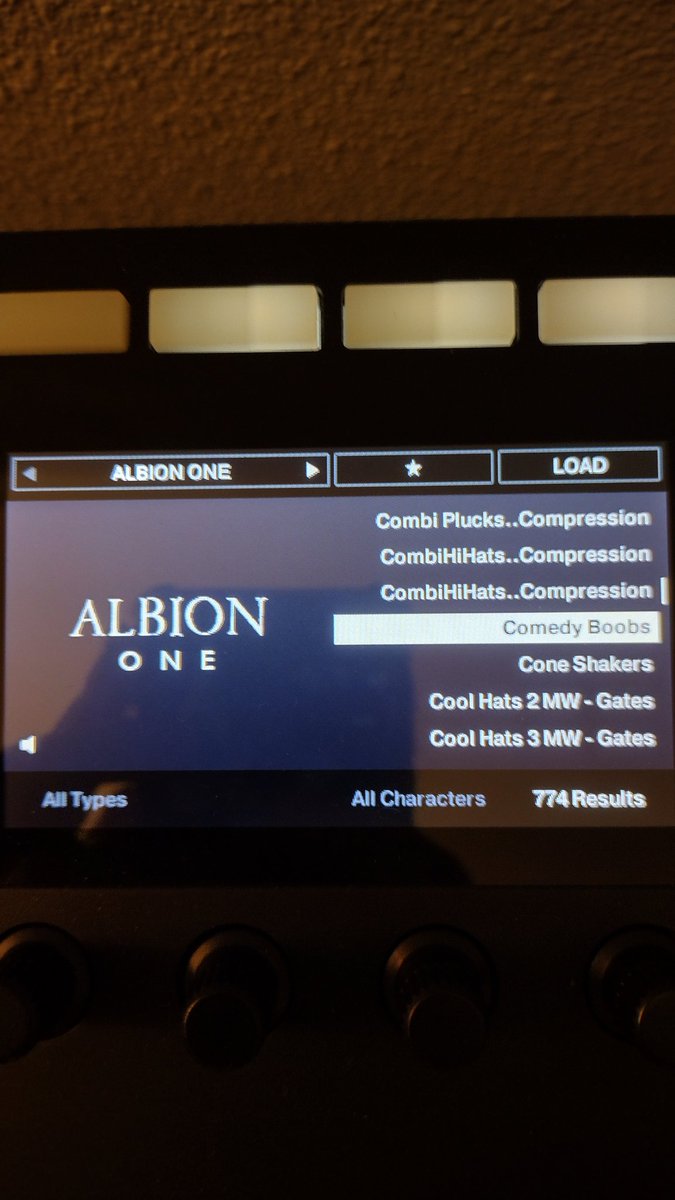 ALBION ONE
LOAD
Combi Plucks..Compression
CombiHiHats..Compression
CombiHiHats..Compression
Comedy Boobs
Cone Shakers
Cool Hats 2 MW - Gates
Cool Hats 3 MW - Gates
ALBION
ONE
All Types
All Characters
774 Results